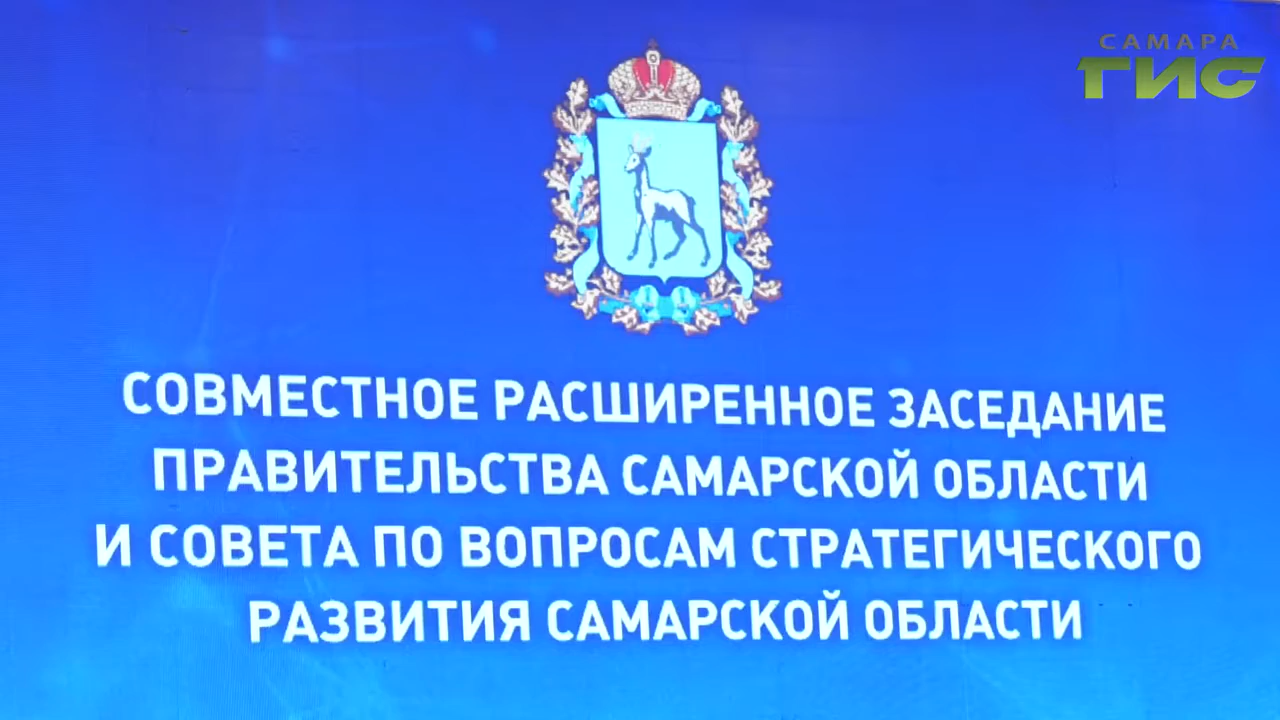 САМАРА
ГИС
СОВМЕСТНОЕ РАСШИРЕННОЕ ЗАСЕДАНИЕ
ПРАВИТЕЛЬСТВА САМАРСКОЙ ОБЛАСТИ
И СОВЕТА ПО ВОПРОСАМ СТРАТЕГИЧЕСКОГО
РАЗВИТИЯ САМАРСКОЙ ОБЛАСТИ